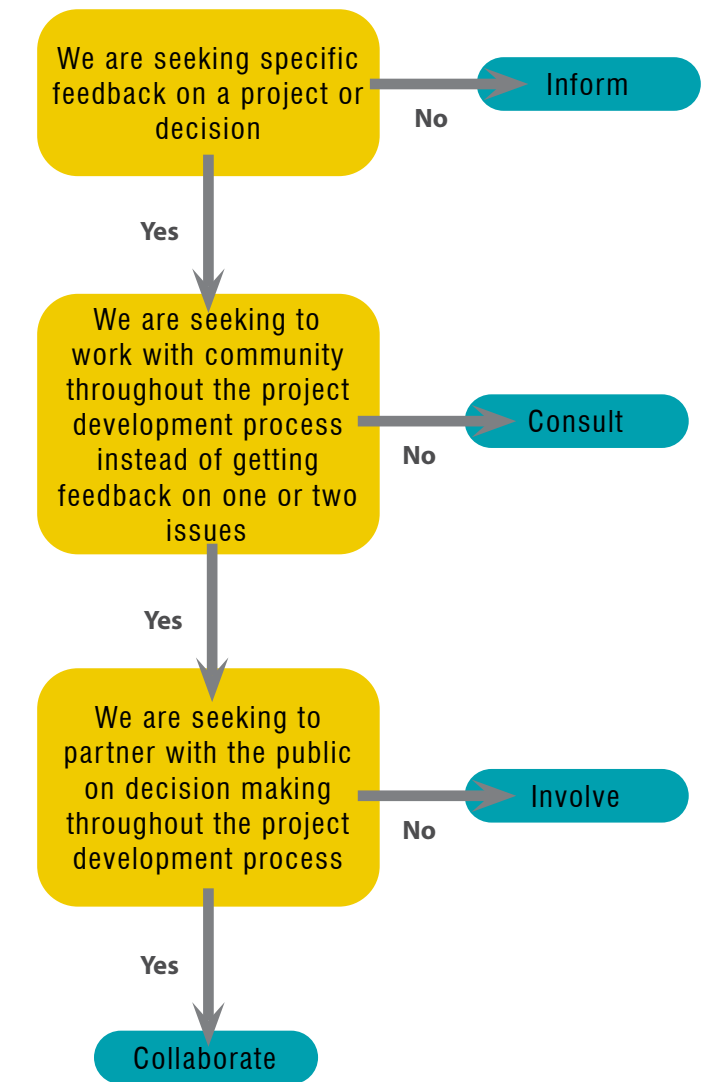 We are seeking specific
feedback on a project or
decision
Inform
No
Yes
We are seeking to
work with community
throughout the project
development process
instead of getting
feedback on one or two
issues
Consult
No
Yes
We are seeking to
partner with the public
on decision making
throughout the project
development process
Involve
No
Yes
Collaborate